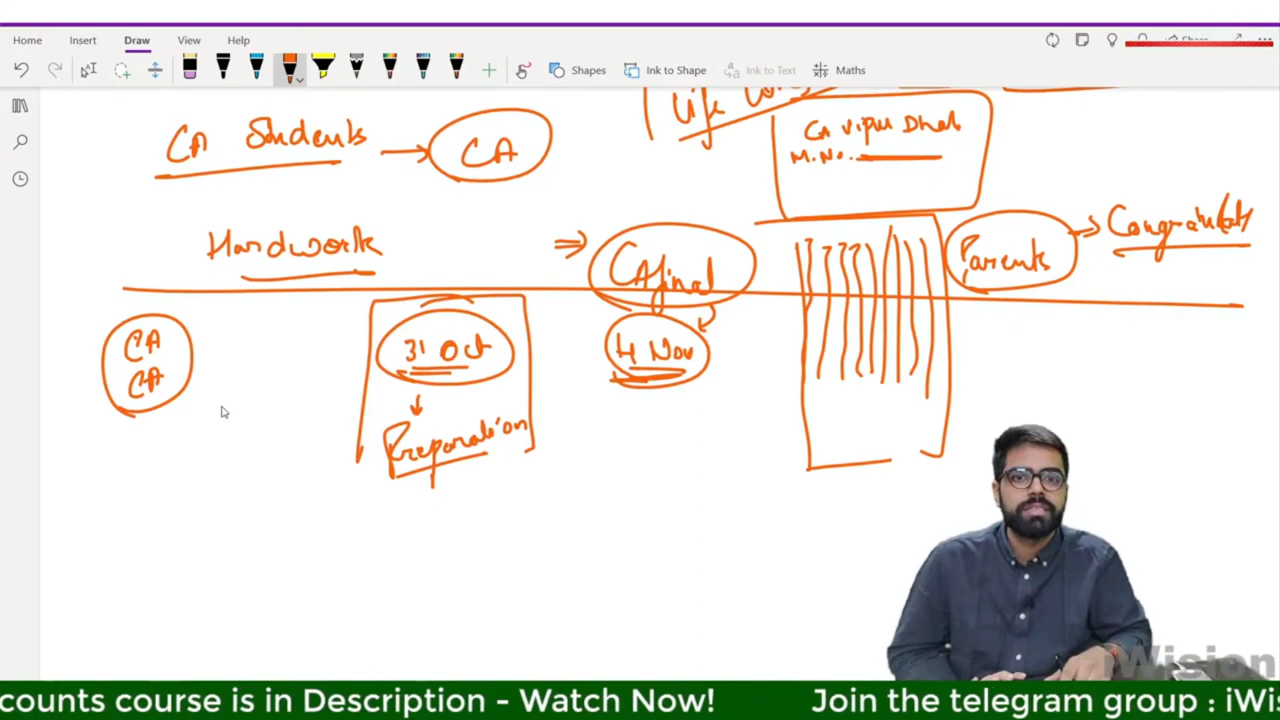 Home Insert Draw View Help
Shapes
Ink to Shape
Ink to Text
Maths
Life
CA Students → CA
CA Vipul Dhal
M.No.
Hardwork ⇒ CA final
Parents →
CA
CA
31 Oct
4 Nov
Preparation
iWision
counts course is in Description - Watch Now!
Join the telegram group : iWis